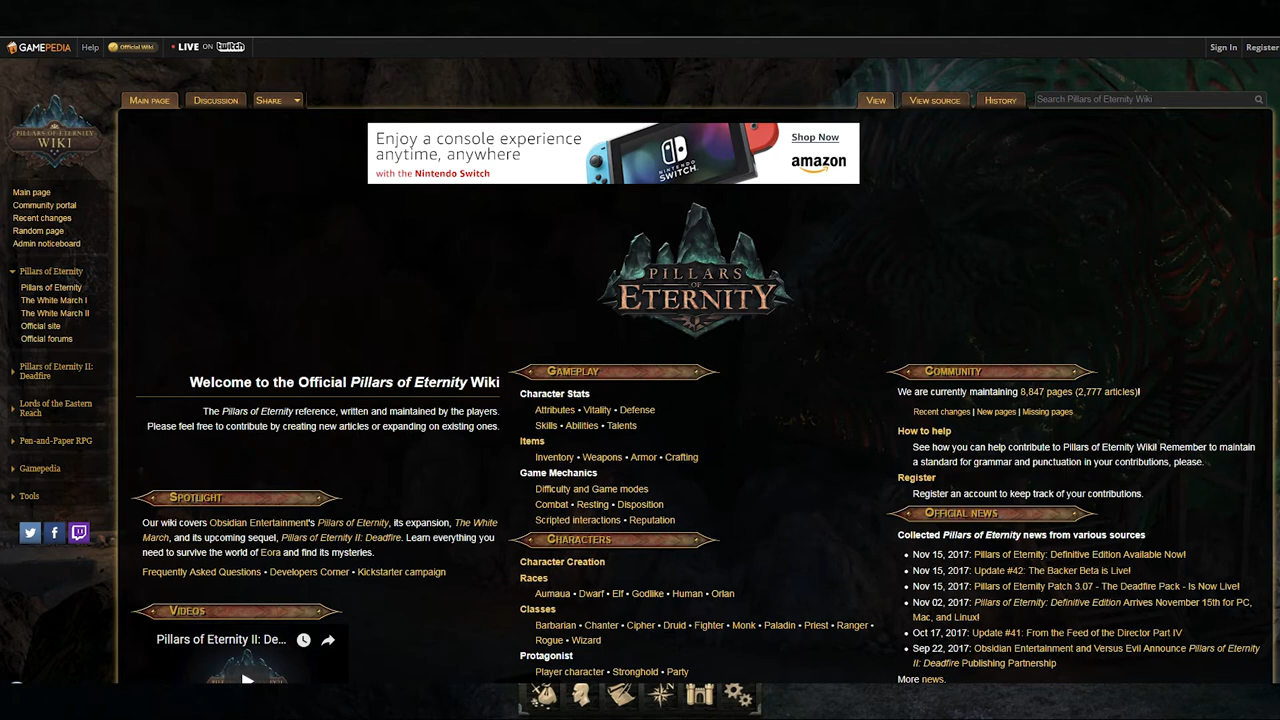 GAMEPEDIA Help Official Wiki LIVE ON twitch Sign In Register
MAIN PAGE DISCUSSION SHARE VIEW VIEW SOURCE HISTORY Search Pillars of Eternity Wiki
PILLARS OF ETERNITY
WIKI
Main page
Community portal
Recent changes
Random page
Admin noticeboard
Pillars of Eternity
Pillars of Eternity
The White March I
The White March II
Official site
Official forums
Pillars of Eternity II:
Deadfire
Lords of the Eastern
Reach
Pen-and-Paper RPG
Gamepedia
Tools
Enjoy a console experience
anytime, anywhere
with the Nintendo Switch
NINTENDO
SWITCH
Shop Now
amazon
PILLARS
OF
ETERNITY
Welcome to the Official Pillars of Eternity Wiki
The Pillars of Eternity reference, written and maintained by the players.
Please feel free to contribute by creating new articles or expanding on existing ones.
SPOTLIGHT
Our wiki covers Obsidian Entertainment's Pillars of Eternity, its expansion, The White
March, and its upcoming sequel, Pillars of Eternity II: Deadfire. Learn everything you
need to survive the world of Eora and find its mysteries.
Frequently Asked Questions • Developers Corner • Kickstarter campaign
VIDEOS
Pillars of Eternity II: De...
GAMEPLAY
Character Stats
Attributes • Vitality • Defense
Skills • Abilities • Talents
Items
Inventory • Weapons • Armor • Crafting
Game Mechanics
Difficulty and Game modes
Combat • Resting • Disposition
Scripted interactions • Reputation
CHARACTERS
Character Creation
Races
Aumaua • Dwarf • Elf • Godlike • Human • Orlan
Classes
Barbarian • Chanter • Cipher • Druid • Fighter • Monk • Paladin • Priest • Ranger •
Rogue • Wizard
Protagonist
Player character • Stronghold • Party
COMMUNITY
We are currently maintaining 8,847 pages (2,777 articles)!
Recent changes | New pages | Missing pages
How to help
See how you can help contribute to Pillars of Eternity Wiki! Remember to maintain
a standard for grammar and punctuation in your contributions, please.
Register
Register an account to keep track of your contributions.
OFFICIAL NEWS
Collected Pillars of Eternity news from various sources
• Nov 15, 2017: Pillars of Eternity: Definitive Edition Available Now!
• Nov 15, 2017: Update #42: The Backer Beta is Live!
• Nov 15, 2017: Pillars of Eternity Patch 3.07 - The Deadfire Pack - Is Now Live!
• Nov 02, 2017: Pillars of Eternity: Definitive Edition Arrives November 15th for PC,
Mac, and Linux!
• Oct 17, 2017: Update #41: From the Feed of the Director Part IV
• Sep 22, 2017: Obsidian Entertainment and Versus Evil Announce Pillars of Eternity
II: Deadfire Publishing Partnership
More news.